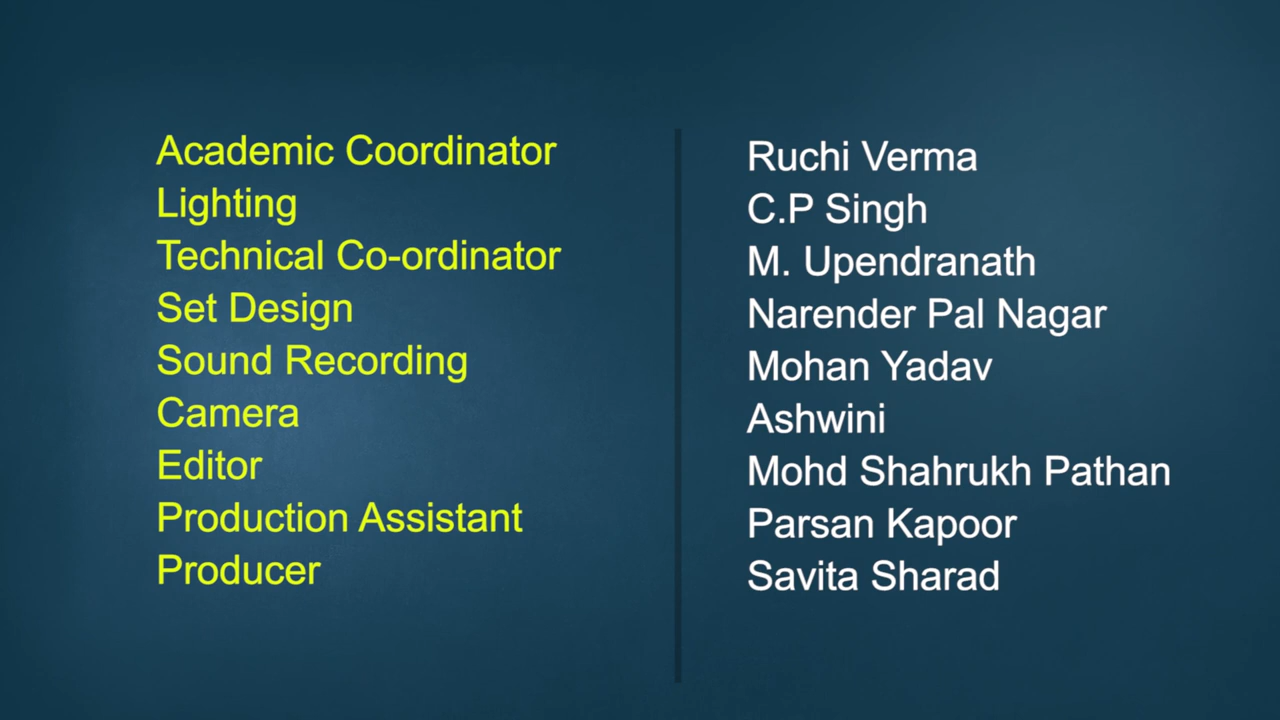 Academic Coordinator
Lighting
Technical Co-ordinator
Set Design
Sound Recording
Camera
Editor
Production Assistant
Producer
Ruchi Verma
C.P Singh
M. Upendranath
Narender Pal Nagar
Mohan Yadav
Ashwini
Mohd Shahrukh Pathan
Parsan Kapoor
Savita Sharad